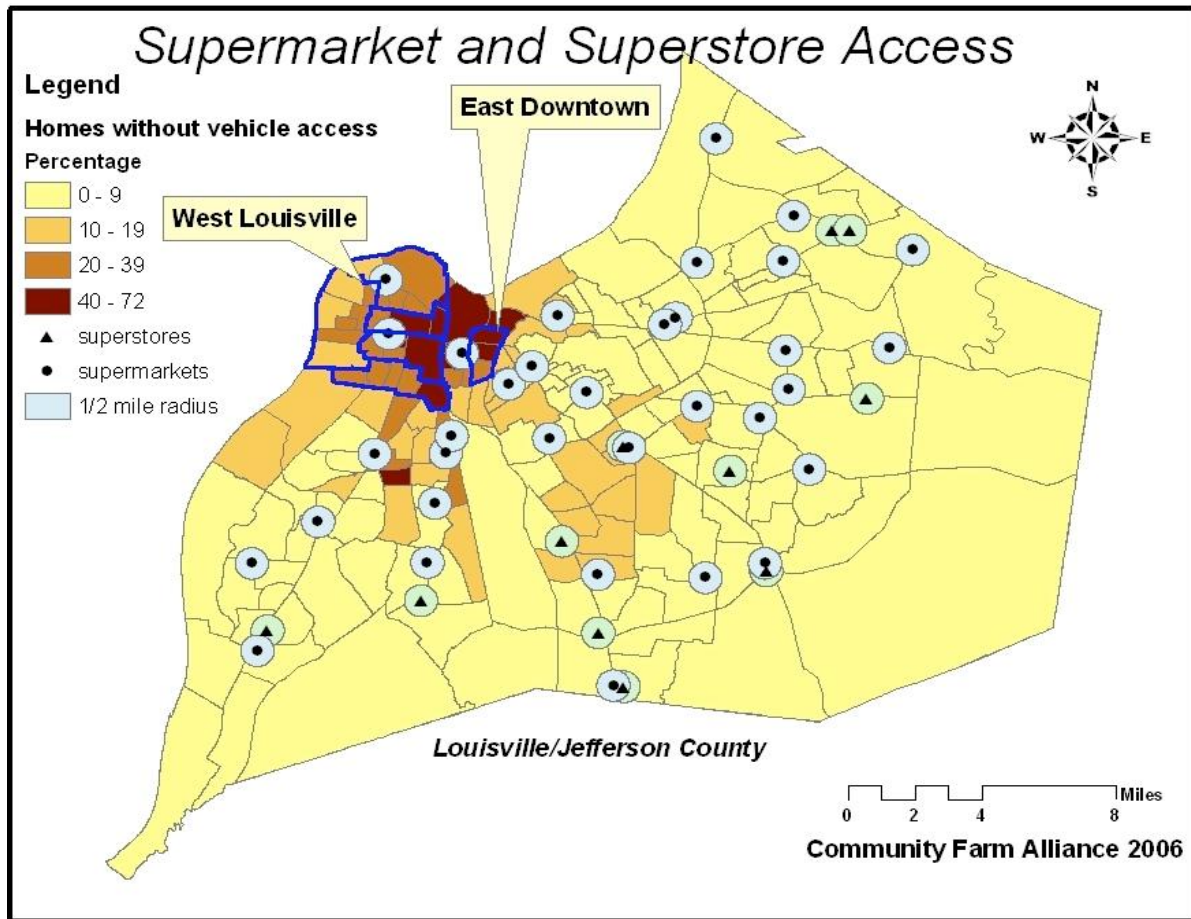 Supermarket and Superstore Access
Legend
Homes without vehicle access
Percentage
0 - 9
10 - 19
20 - 39
40 - 72
superstores
supermarkets
1/2 mile radius
East Downtown
West Louisville
N
W E
S
Louisville/Jefferson County
Miles
0 2 4 8
Community Farm Alliance 2006